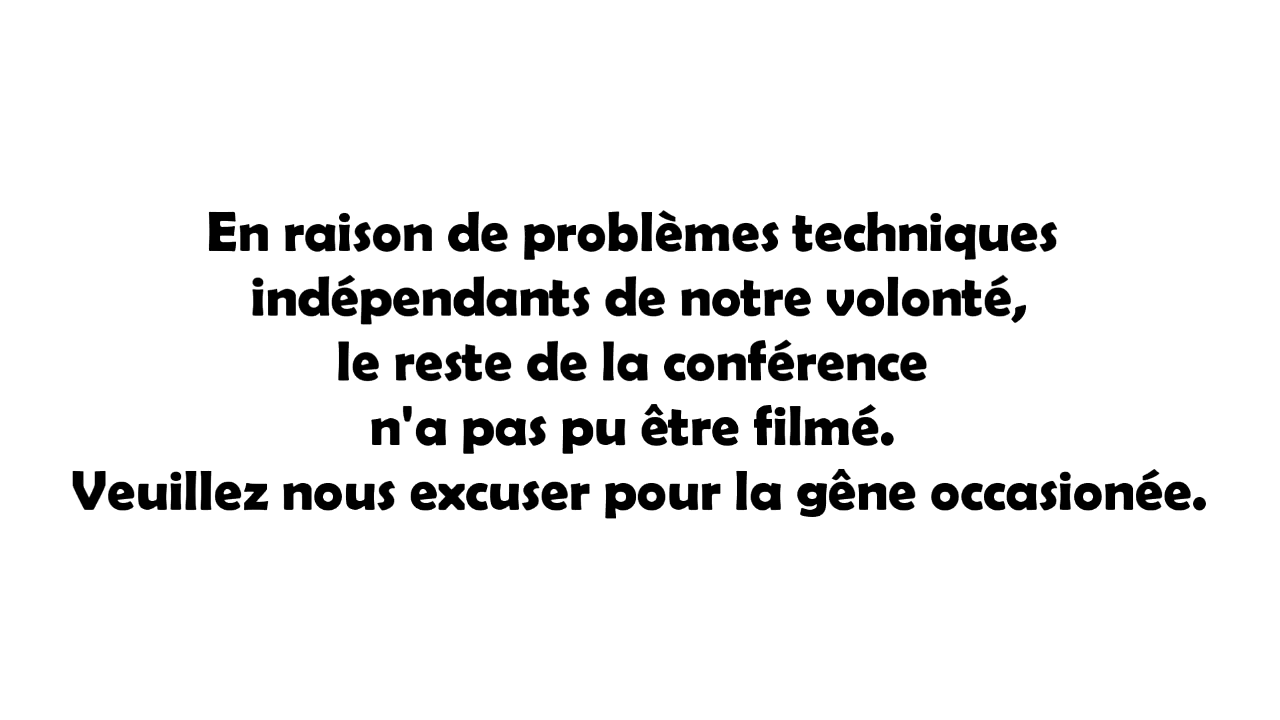 En raison de problèmes techniques
indépendants de notre volonté,
le reste de la conférence
n'a pas pu être filmé.
Veuillez nous excuser pour la gêne occasionée.